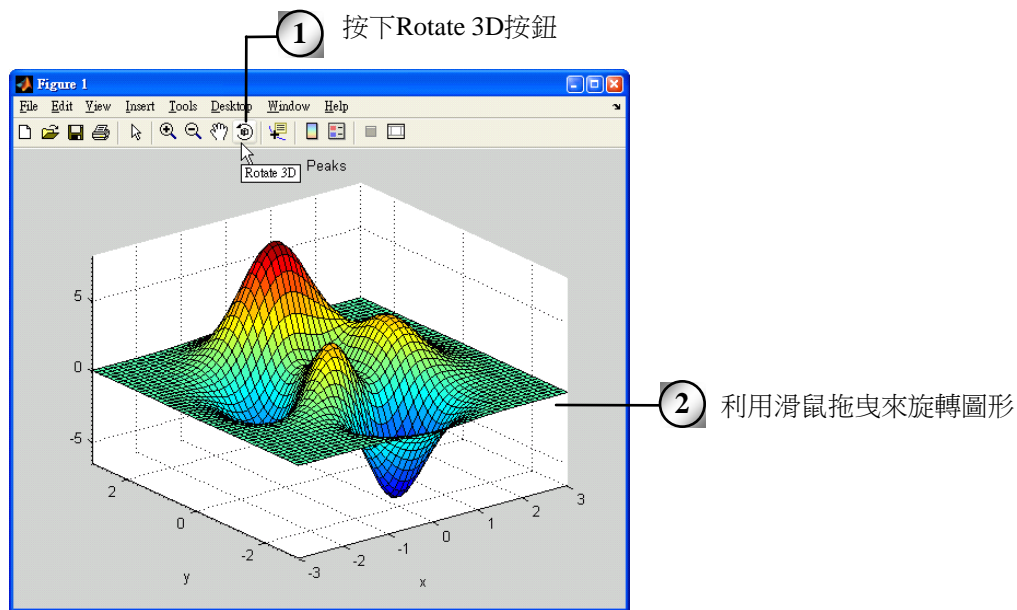 1 按下Rotate 3D按鈕
Figure 1
File Edit View Insert Tools Desktop Window Help
Rotate 3D
Peaks
5
0
-5
2
0
-2
y
-3
-2
-1
0
1
2
3
x
2 利用滑鼠拖曳來旋轉圖形